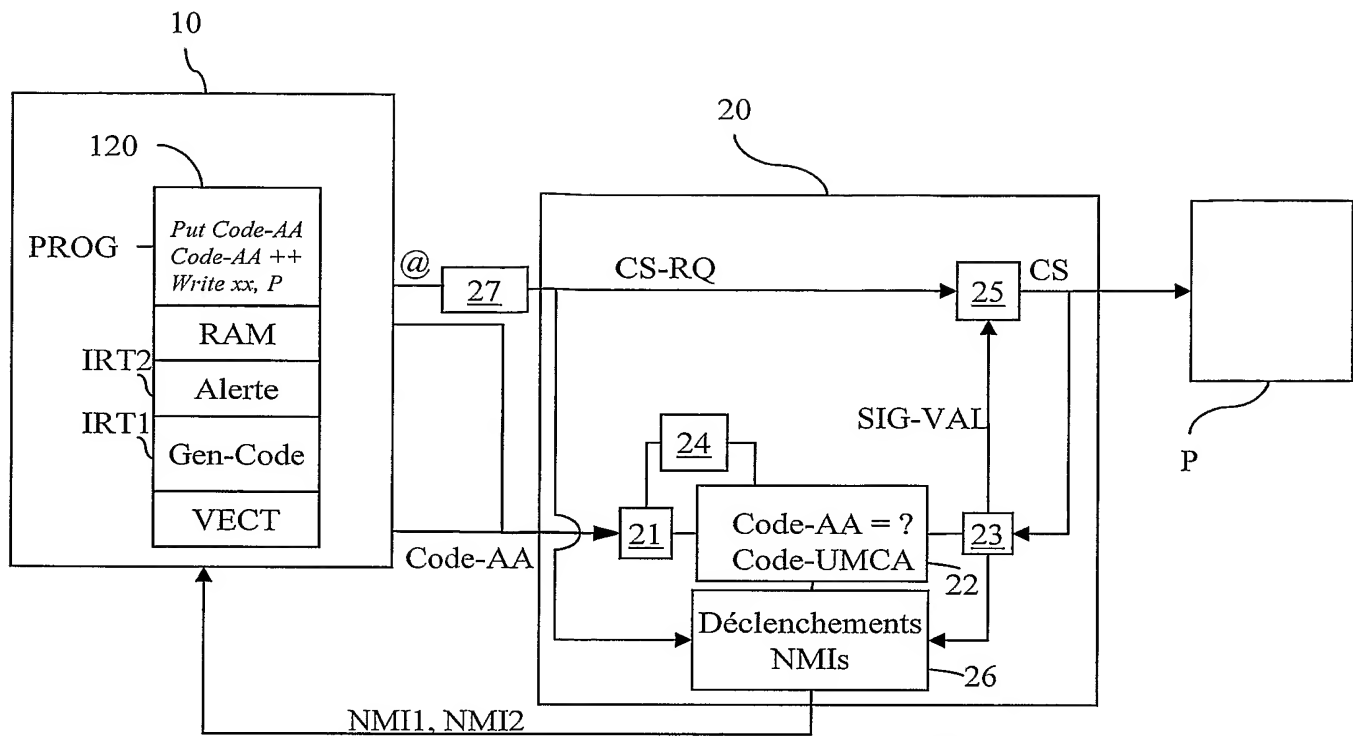 10
20
120
Put Code-AA
Code-AA ++
Write xx, P
PROG
@
27
CS-RQ
25
CS
RAM
IRT2
Alerte
IRT1
Gen-Code
VECT
SIG-VAL
24
P
21
Code-AA = ?
Code-UMCA
23
22
Code-AA
Déclenchements
NMIs
26
NMI1, NMI2